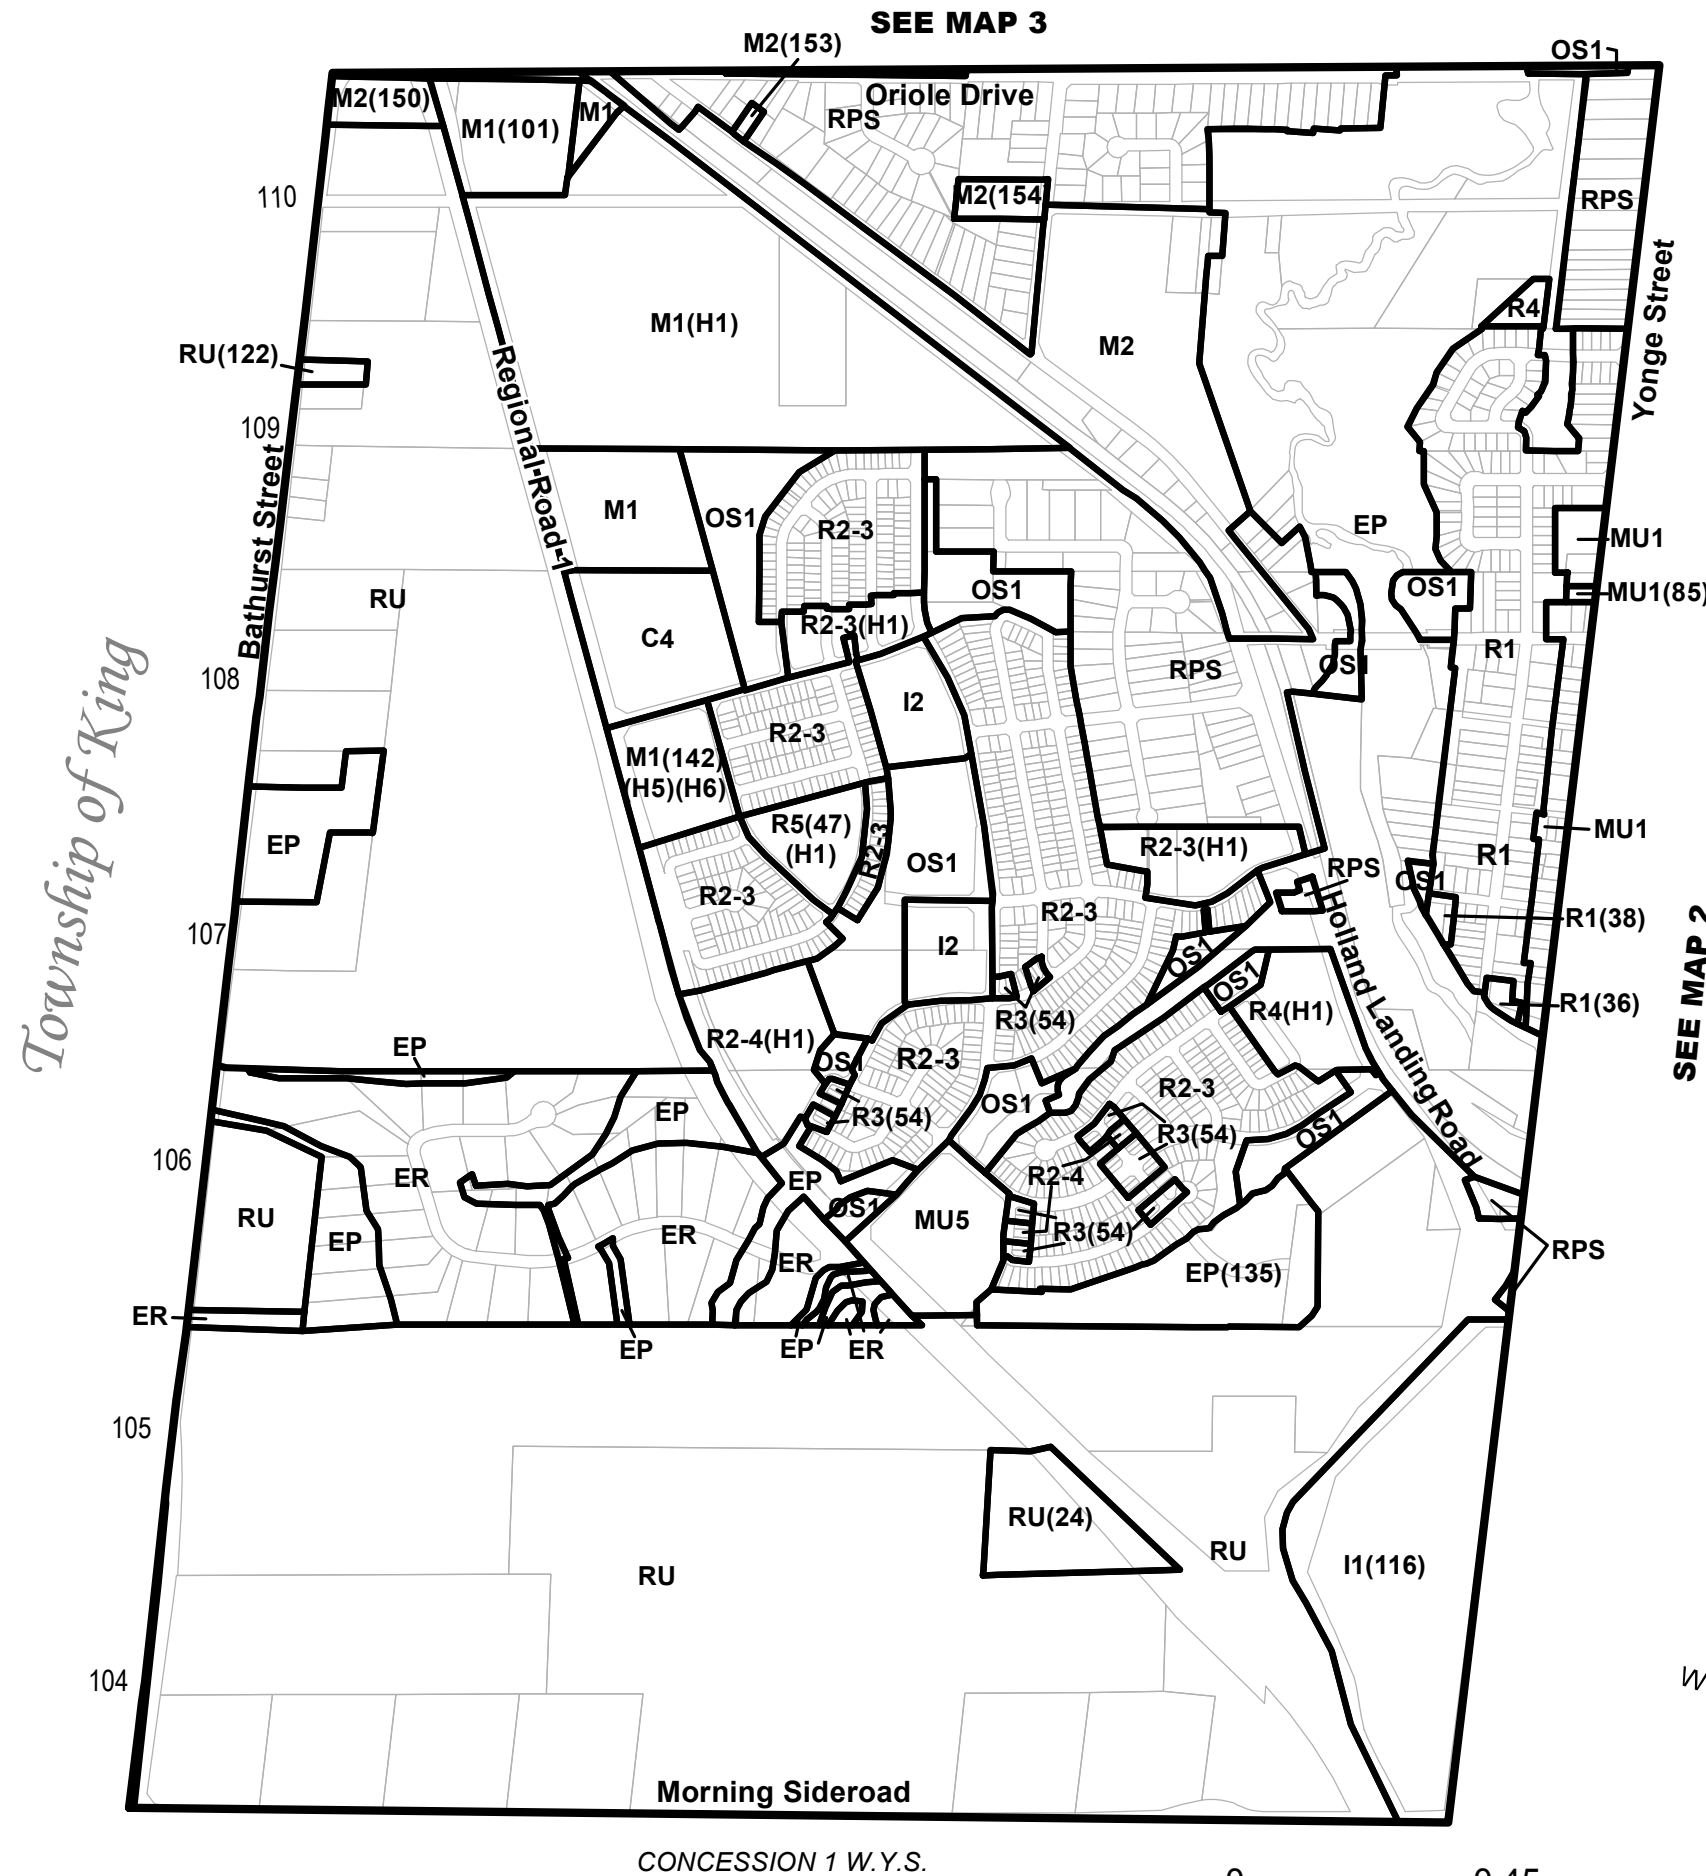 SEE MAP 3
M2(153)
OS1
M2(150)
M1
Oriole Drive
RPS
M1(101)
110
M2(154
RPS
R4
M1(H1)
Yonge Street
M2
RU(122)
Regional Road 1
109
Bathurst Street
M1
OS1
R2-3
EP
MU1
OS1
OS1
MU1(85)
RU
R2-3(H1)
C4
R1
OS1
RPS
108
Township of King
I2
R2-3
M1(142)
(H5)(H6)
R5(47)
(H1)
MU1
EP
R2-3
OS1
R2-3(H1)
R1
RPS
OS1
R2-3
R2-3
R1(38)
107
I2
OS1
Holland Landing Road
SEE MAP 2
OS1
R1(36)
R3(54)
R4(H1)
R2-4(H1)
EP
OS1
R2-3
R2-3
EP
OS1
R3(54)
R3(54)
OS1
106
ER
EP
R2-4
RU
OS1
MU5
EP
ER
R3(54)
RPS
ER
EP(135)
ER
EP
EP
ER
105
RU(24)
RU
RU
I1(116)
104
W
Morning Sideroad
CONCESSION 1 W.Y.S.
0
0.45